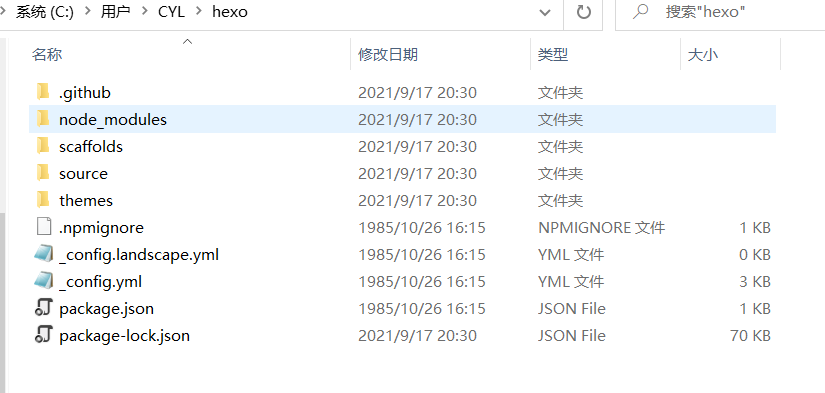 系统 (C:) > 用户 > CYL > hexo 搜索"hexo"
名称 修改日期 类型 大小
.github 2021/9/17 20:30 文件夹
node_modules 2021/9/17 20:30 文件夹
scaffolds 2021/9/17 20:30 文件夹
source 2021/9/17 20:30 文件夹
themes 2021/9/17 20:30 文件夹
.npmignore 1985/10/26 16:15 NPMIGNORE 文件 1 KB
_config.landscape.yml 1985/10/26 16:15 YML 文件 0 KB
_config.yml 1985/10/26 16:15 YML 文件 3 KB
package.json 1985/10/26 16:15 JSON File 1 KB
package-lock.json 2021/9/17 20:30 JSON File 70 KB